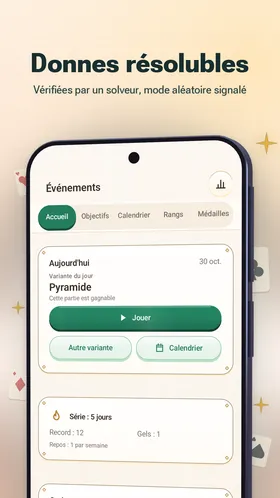 Donnes résolubles
Vérifiées par un solveur, mode aléatoire signalé
Événements
Accueil Objectifs Calendrier Rangs Médailles
Aujourd'hui 30 oct.
Variante du jour
Pyramide
Cette partie est gagnable
Jouer
Autre variante Calendrier
Série : 5 jours
Record : 12 Gels : 1
Repos : 1 par semaine